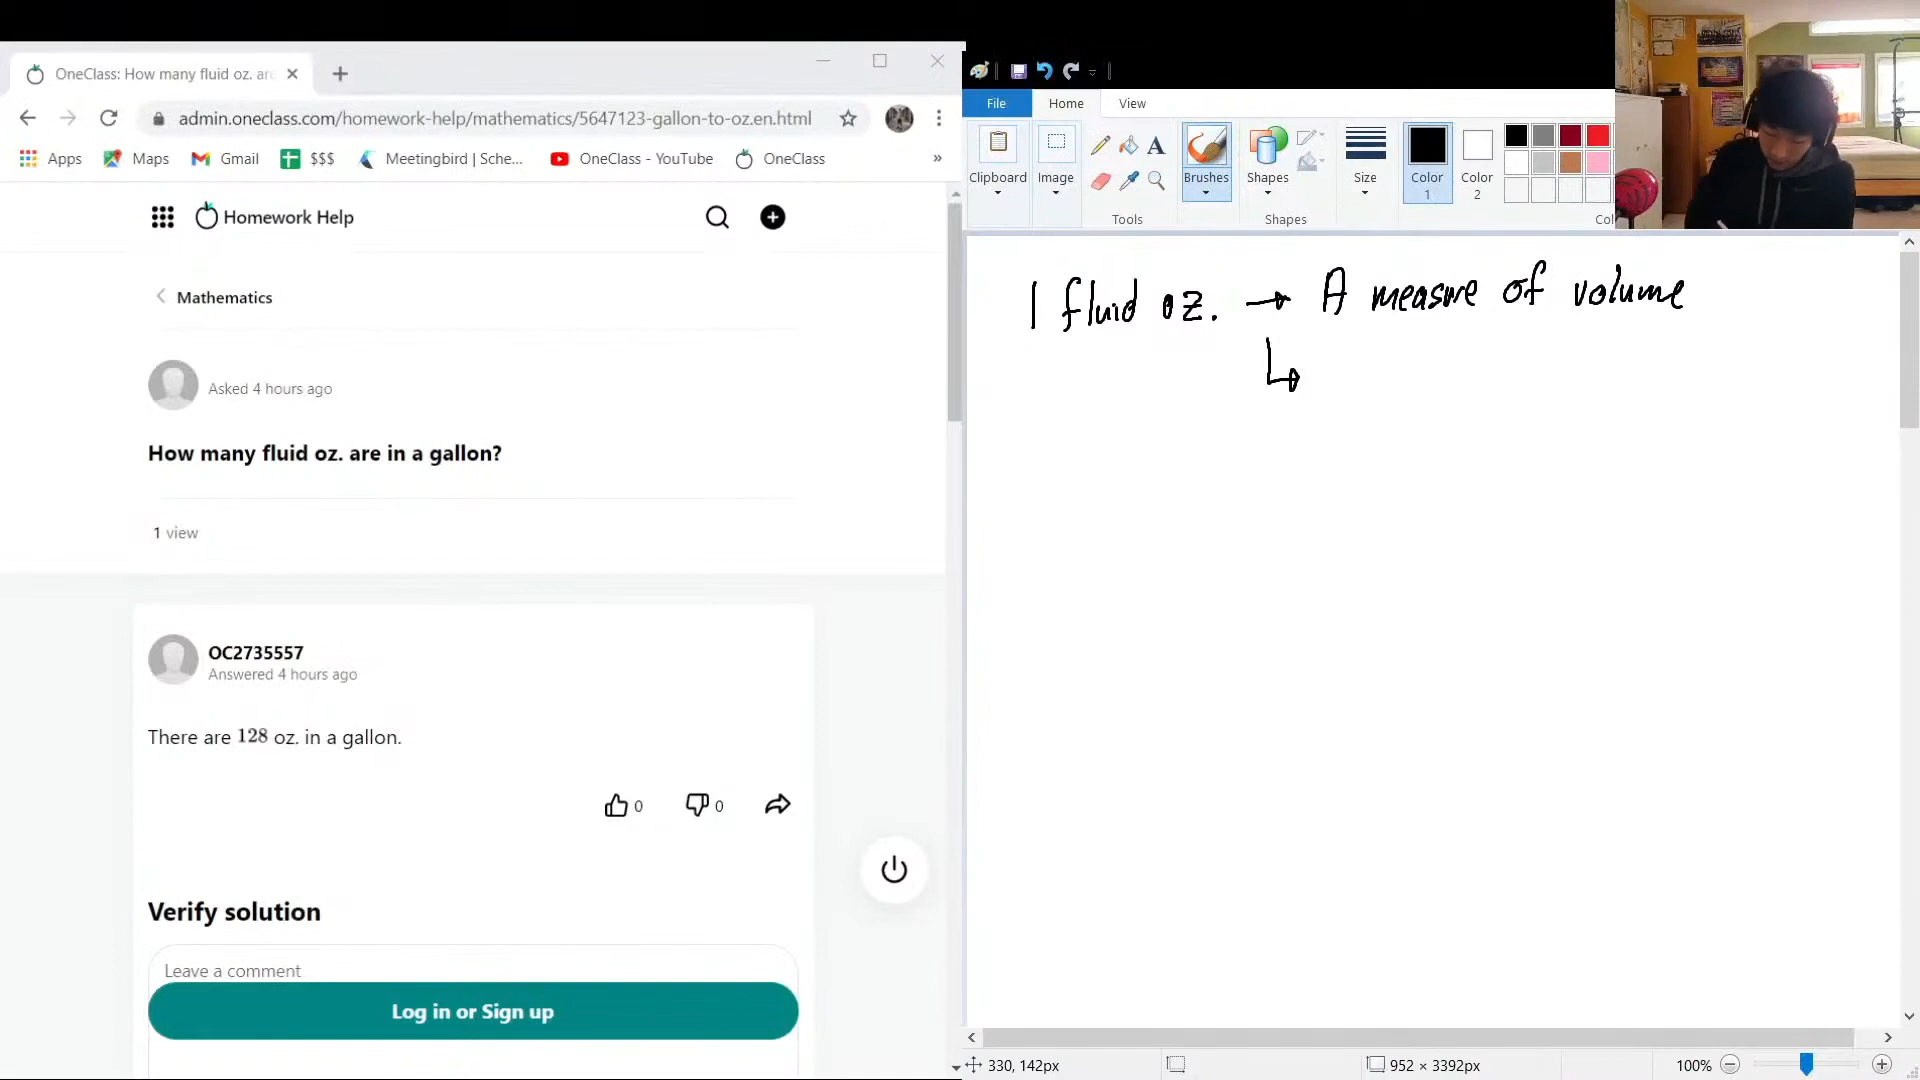 OneClass: How many fluid oz. are
admin.oneclass.com/homework-help/mathematics/5647123-gallon-to-oz.en.html
Apps Maps Gmail $$$ Meetingbird | Sche... OneClass - YouTube OneClass »
Homework Help
Mathematics
Asked 4 hours ago
How many fluid oz. are in a gallon?
1 view
OC2735557
Answered 4 hours ago
There are 128 oz. in a gallon.
0 0
Verify solution
Leave a comment
Log in or Sign up
File Home View
Clipboard Image Brushes Shapes Size Color 1 Color 2
Tools Shapes Col
1 fluid oz. → A measure of volume
330, 142px 952 × 3392px 100%